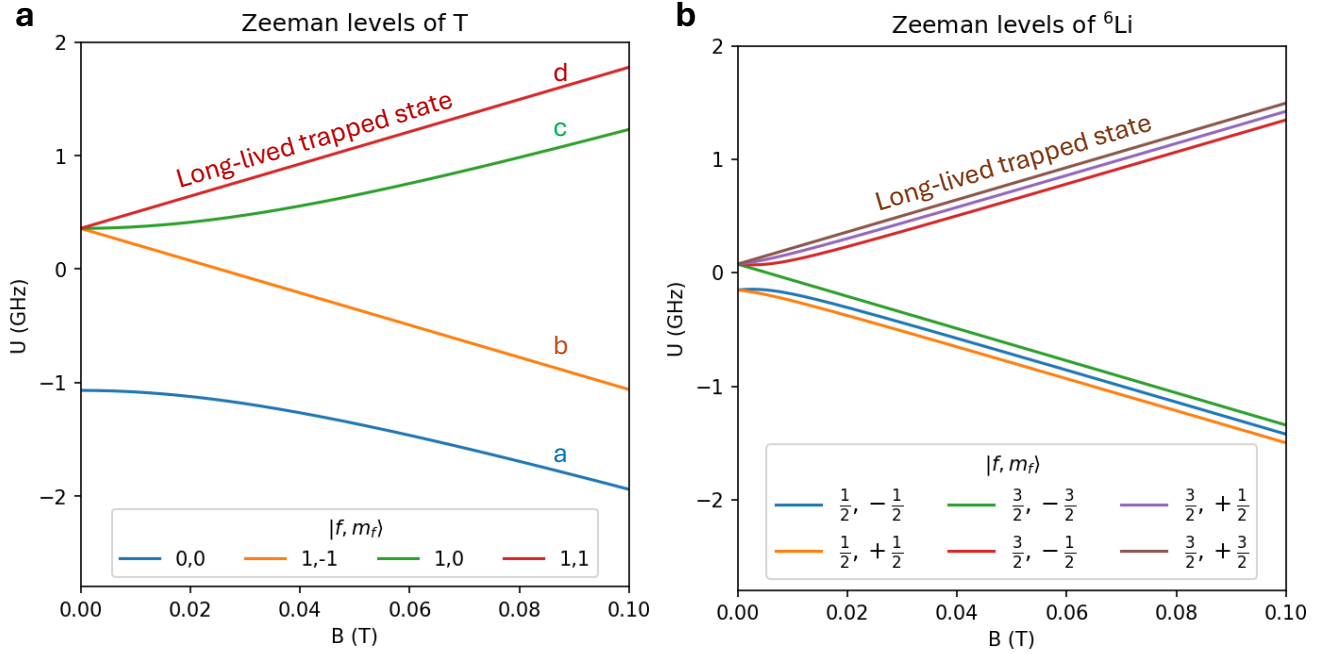 a
Zeeman levels of T
2
1
0
−1
−2
U (GHz)
Long-lived trapped state
d
c
b
a
|f, m_f⟩
0,0 1,-1 1,0 1,1
0.00 0.02 0.04 0.06 0.08 0.10
B (T)
b
Zeeman levels of ⁶Li
2
1
0
−1
−2
U (GHz)
Long-lived trapped state
|f, m_f⟩
1/2, −1/2 3/2, −3/2 3/2, +1/2
1/2, +1/2 3/2, −1/2 3/2, +3/2
0.00 0.02 0.04 0.06 0.08 0.10
B (T)